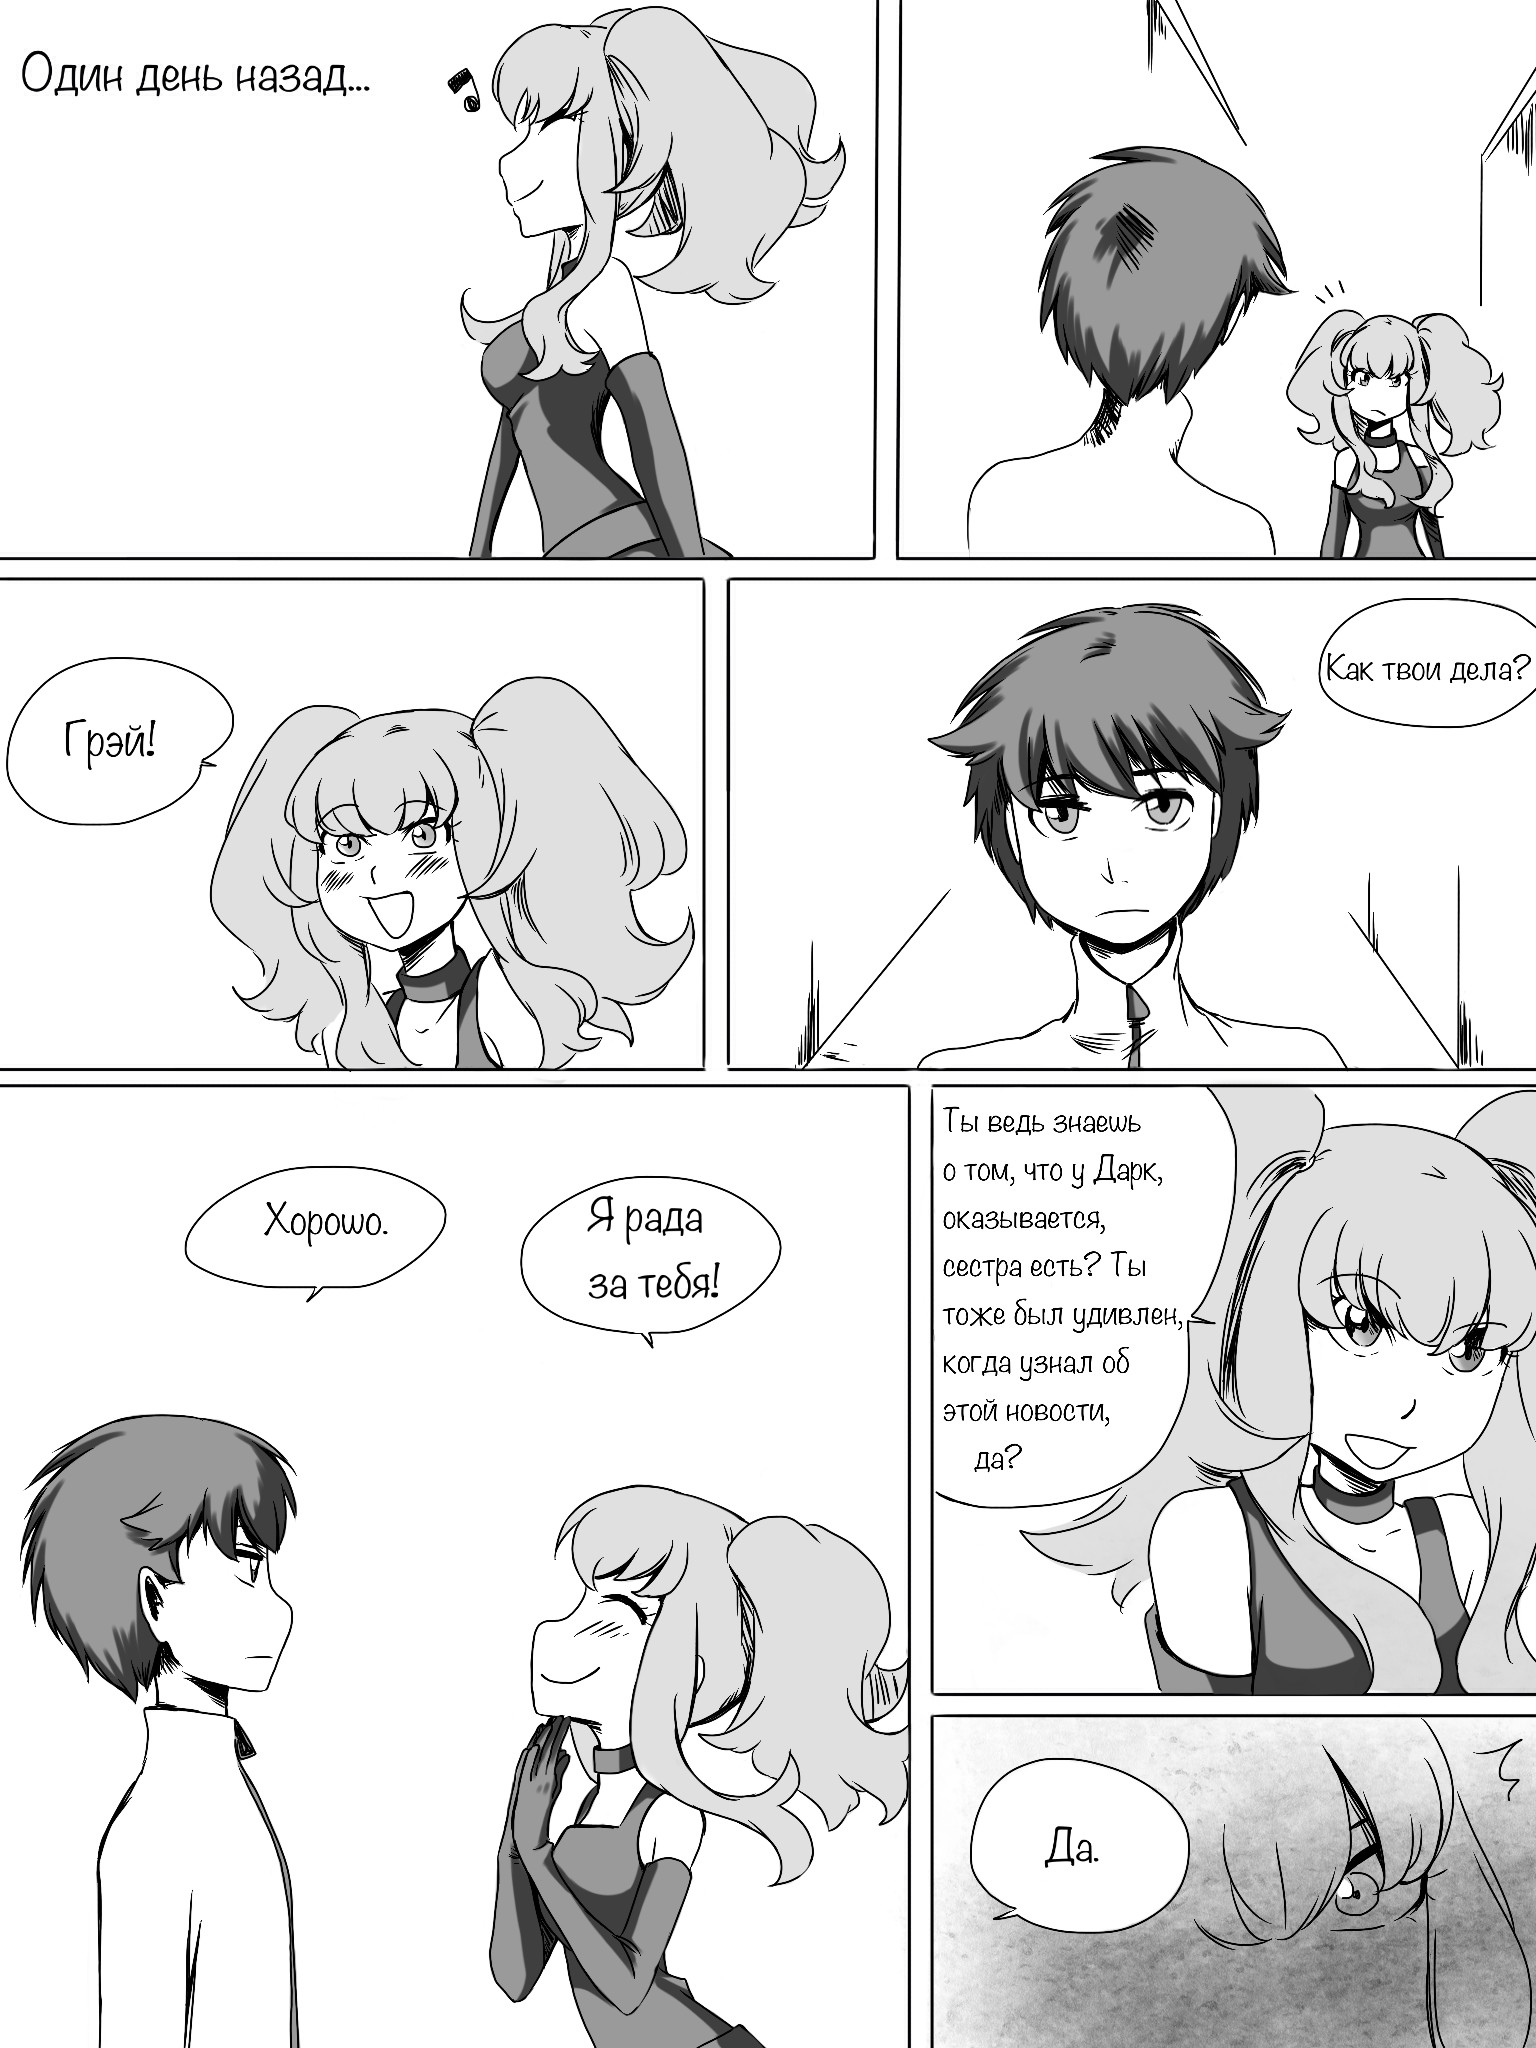 Один день назад...
Грэй!
Как твои дела?
Хорошо.
Я рада
за тебя!
Ты ведь знаешь
о том, что у Дарк,
оказывается,
сестра есть? Ты
тоже был удивлен,
когда узнал об
этой новости,
да?
Да.